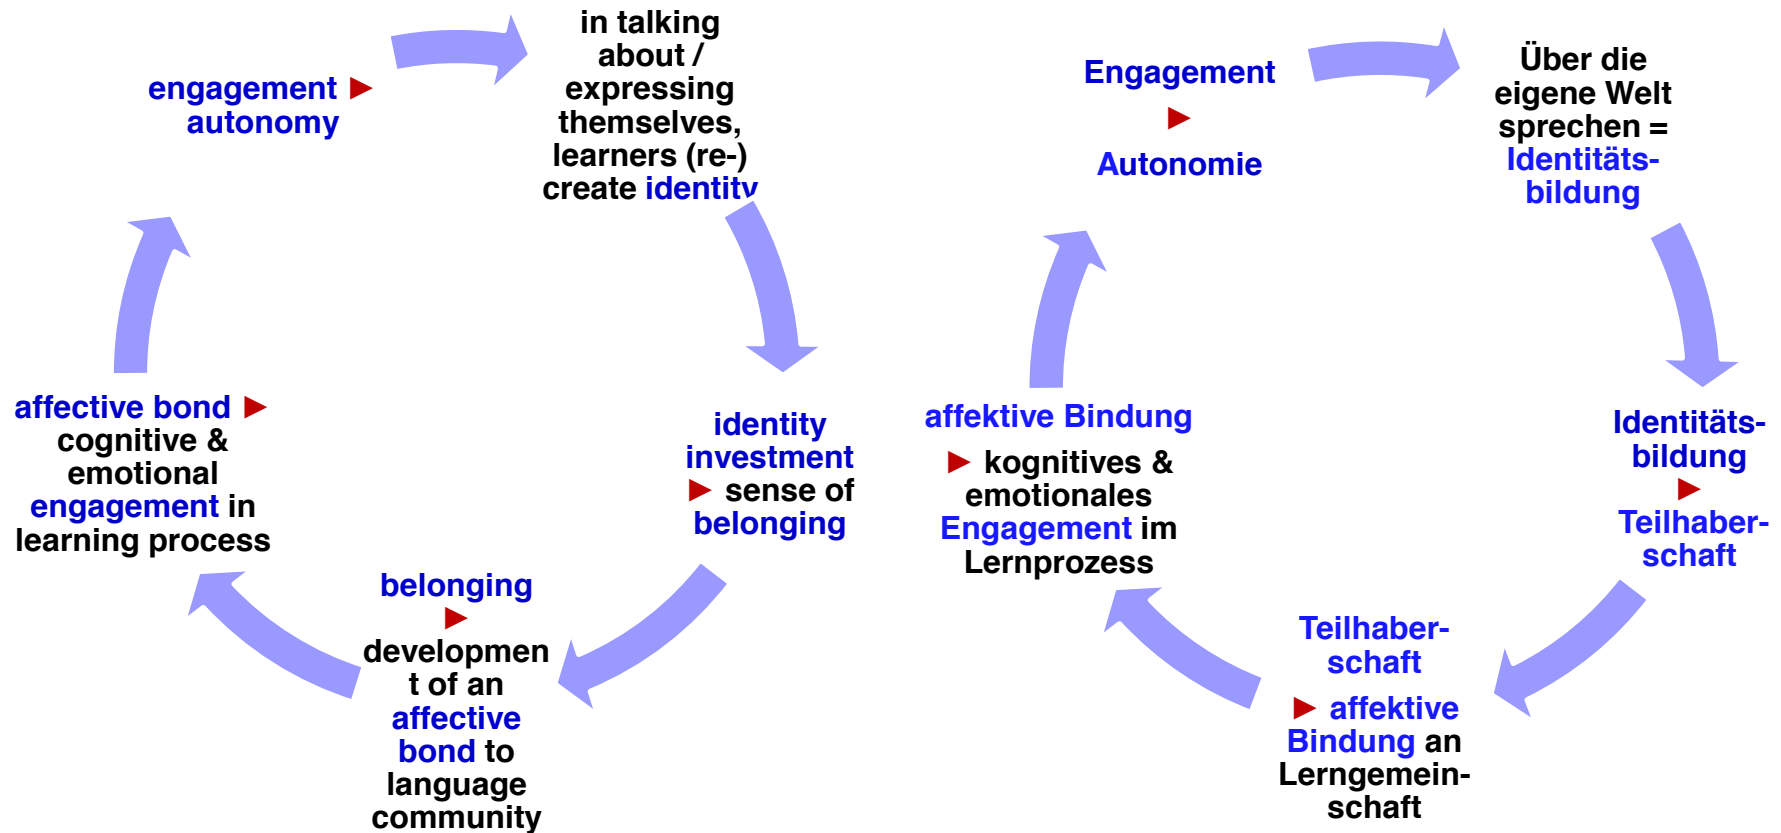 in talking
about /
expressing
themselves,
learners (re-)
create identity
identity
investment
► sense of
belonging
belonging
►
developmen
t of an
affective
bond to
language
community
affective bond ►
cognitive &
emotional
engagement in
learning process
engagement ►
autonomy
Über die
eigene Welt
sprechen =
Identitäts-
bildung
Identitäts-
bildung
►
Teilhaber-
schaft
Teilhaber-
schaft
► affektive
Bindung an
Lerngemein-
schaft
affektive Bindung
► kognitives &
emotionales
Engagement im
Lernprozess
Engagement
►
Autonomie